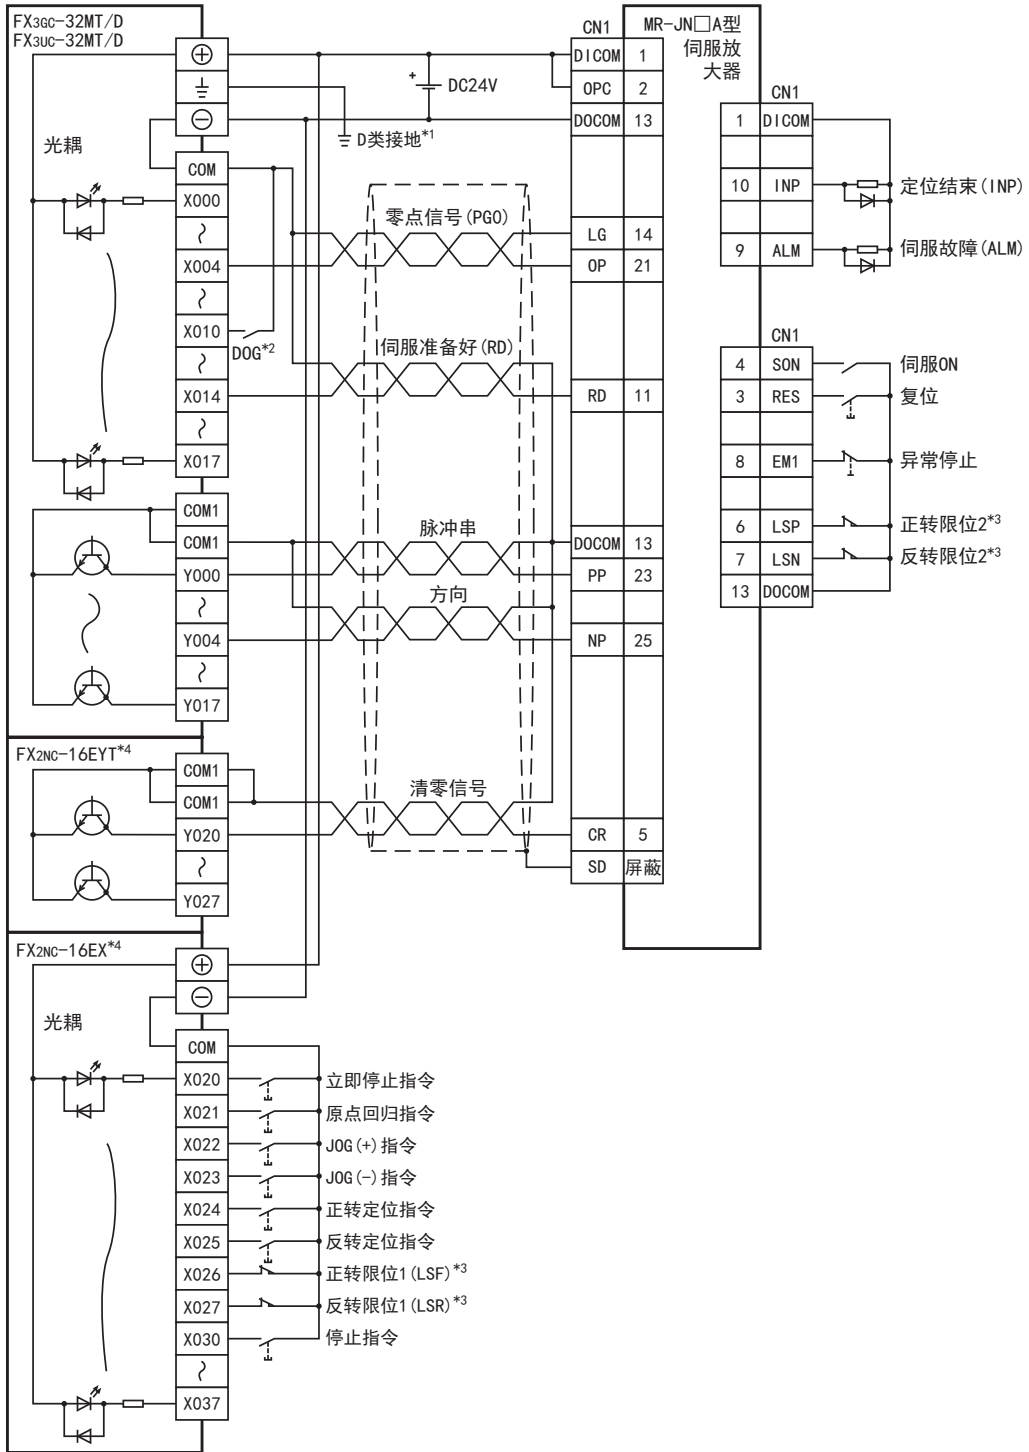 FX3GC-32MT/D
FX3UC-32MT/D
光耦
COM
X000
X004
X010
X014
X017
DOG*2
DC24V
D类接地*1
零点信号(PG0)
伺服准备好(RD)
COM1
COM1
Y000
Y004
Y017
脉冲串
方向
FX2NC-16EYT*4
COM1
COM1
Y020
Y027
清零信号
FX2NC-16EX*4
光耦
COM
X020 立即停止指令
X021 原点回归指令
X022 JOG(+)指令
X023 JOG(-)指令
X024 正转定位指令
X025 反转定位指令
X026 正转限位1(LSF)*3
X027 反转限位1(LSR)*3
X030 停止指令
X037
MR-JN□A型
伺服放
大器
CN1
DICOM 1
OPC 2
DOCOM 13
LG 14
OP 21
RD 11
DOCOM 13
PP 23
NP 25
CR 5
SD 屏蔽
CN1
1 DICOM
10 INP 定位结束(INP)
9 ALM 伺服故障(ALM)
CN1
4 SON 伺服ON
3 RES 复位
8 EM1 异常停止
6 LSP 正转限位2*3
7 LSN 反转限位2*3
13 DOCOM